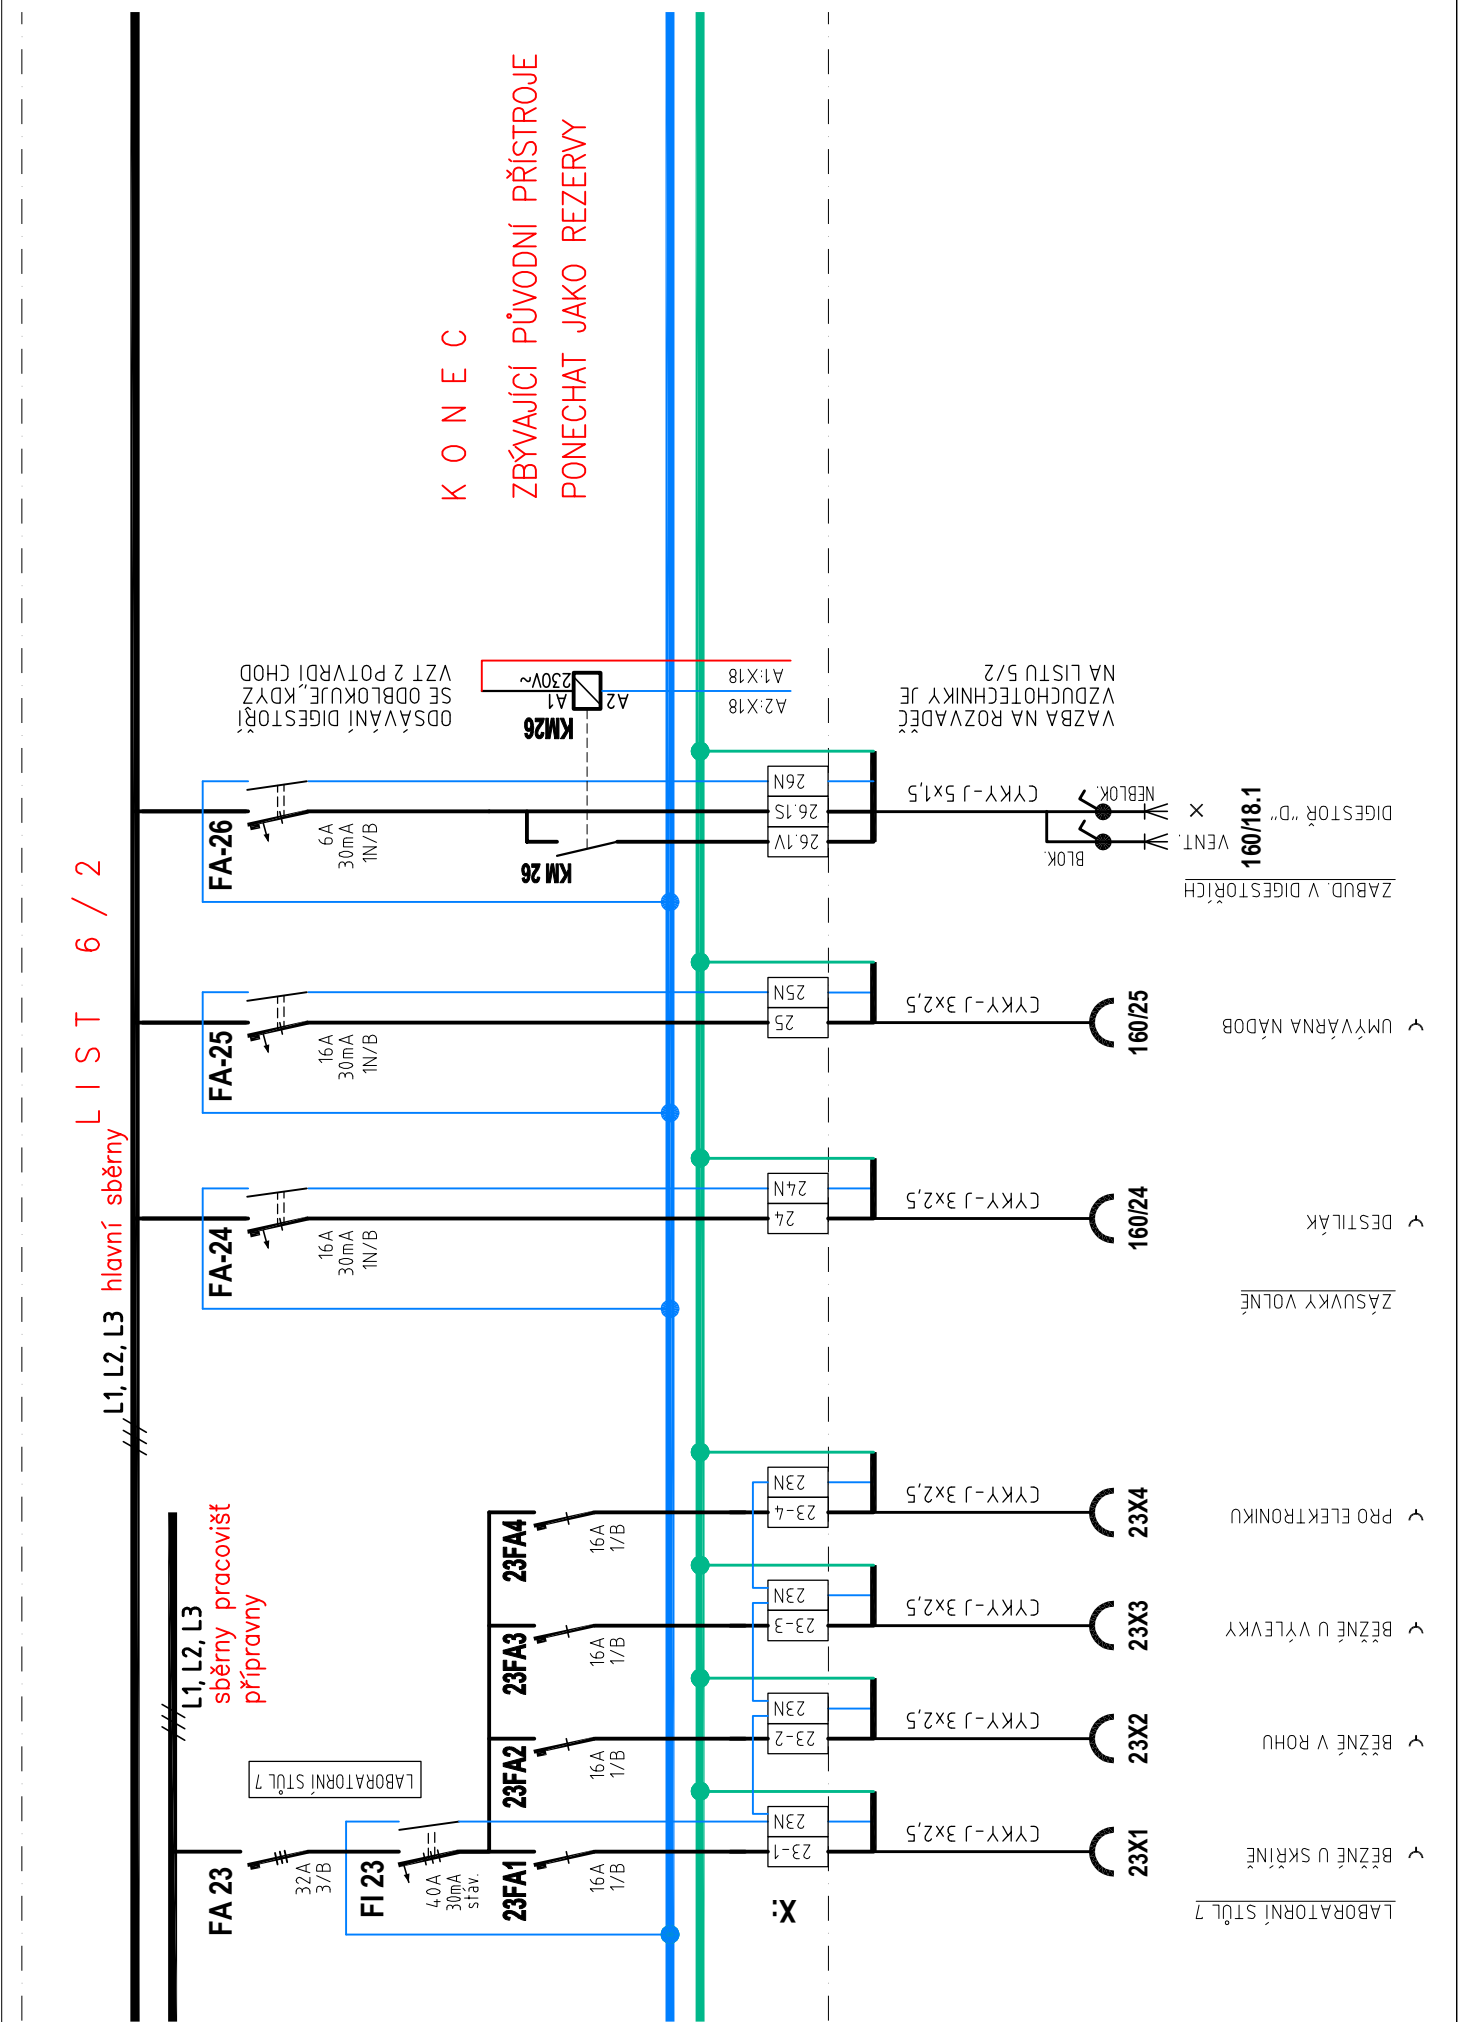 LIST 6/2
L1, L2, L3 hlavní sběrny
L1, L2, L3
sběrny pracovišť
přípravny
LABORATORNÍ STŮL 7
FA 23
32A
3/B
FI 23
40A
30mA
stáv.
23FA1
16A
1/B
23FA2
16A
1/B
23FA3
16A
1/B
23FA4
16A
1/B
FA-24
16A
30mA
1N/B
FA-25
16A
30mA
1N/B
FA-26
6A
30mA
1N/B
ODSÁVÁNÍ DIGESTOŘÍ
SE ODBLOKUJE, KDYŽ
VZT 2 POTVRDÍ CHOD
KM 26
KM26
A1
230V~
A2
A2:X18
A1:X18
K O N E C
ZBÝVAJÍCÍ PŮVODNÍ PŘÍSTROJE
PONECHAT JAKO REZERVY
X:
23-1
23N
23-2
23N
23-3
23N
23-4
23N
24
24N
25
25N
26.1V
26.1S
26N
CYKY-J 3x2,5
CYKY-J 3x2,5
CYKY-J 3x2,5
CYKY-J 3x2,5
CYKY-J 3x2,5
CYKY-J 3x2,5
CYKY-J 5x1,5
VAZBA NA ROZVADĚČ
VZDUCHOTECHNIKY JE
NA LISTU 5/2
BLOK.
NEBLOK.
VENT.
23X1
23X2
23X3
23X4
160/24
160/25
160/18.1
LABORATORNÍ STŮL 7
BĚŽNÉ U SKŘÍNĚ
BĚŽNÉ V ROHU
BĚŽNÉ U VÝLEVKY
PRO ELEKTRONIKU
ZÁSUVKY VOLNÉ
DESTILÁK
UMÝVÁRNA NÁDOB
ZABUD. V DIGESTOŘÍCH
DIGESTOŘ "D"